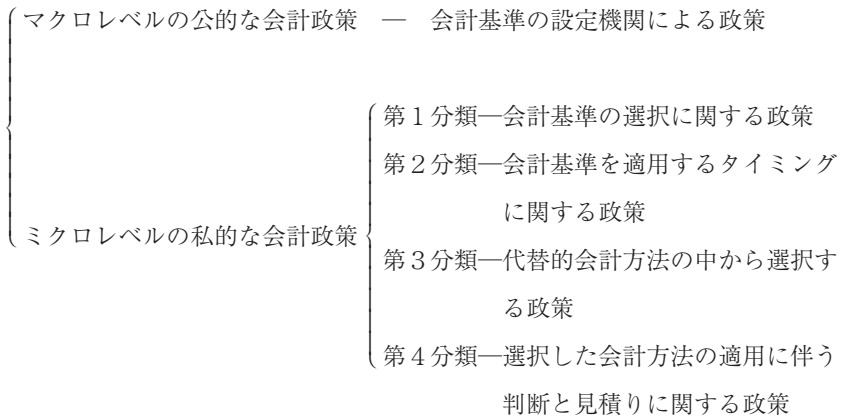 マクロレベルの公的な会計政策 ― 会計基準の設定機関による政策
第1分類―会計基準の選択に関する政策
第2分類―会計基準を適用するタイミング
に関する政策
ミクロレベルの私的な会計政策
第3分類―代替的会計方法の中から選択す
る政策
第4分類―選択した会計方法の適用に伴う
判断と見積りに関する政策